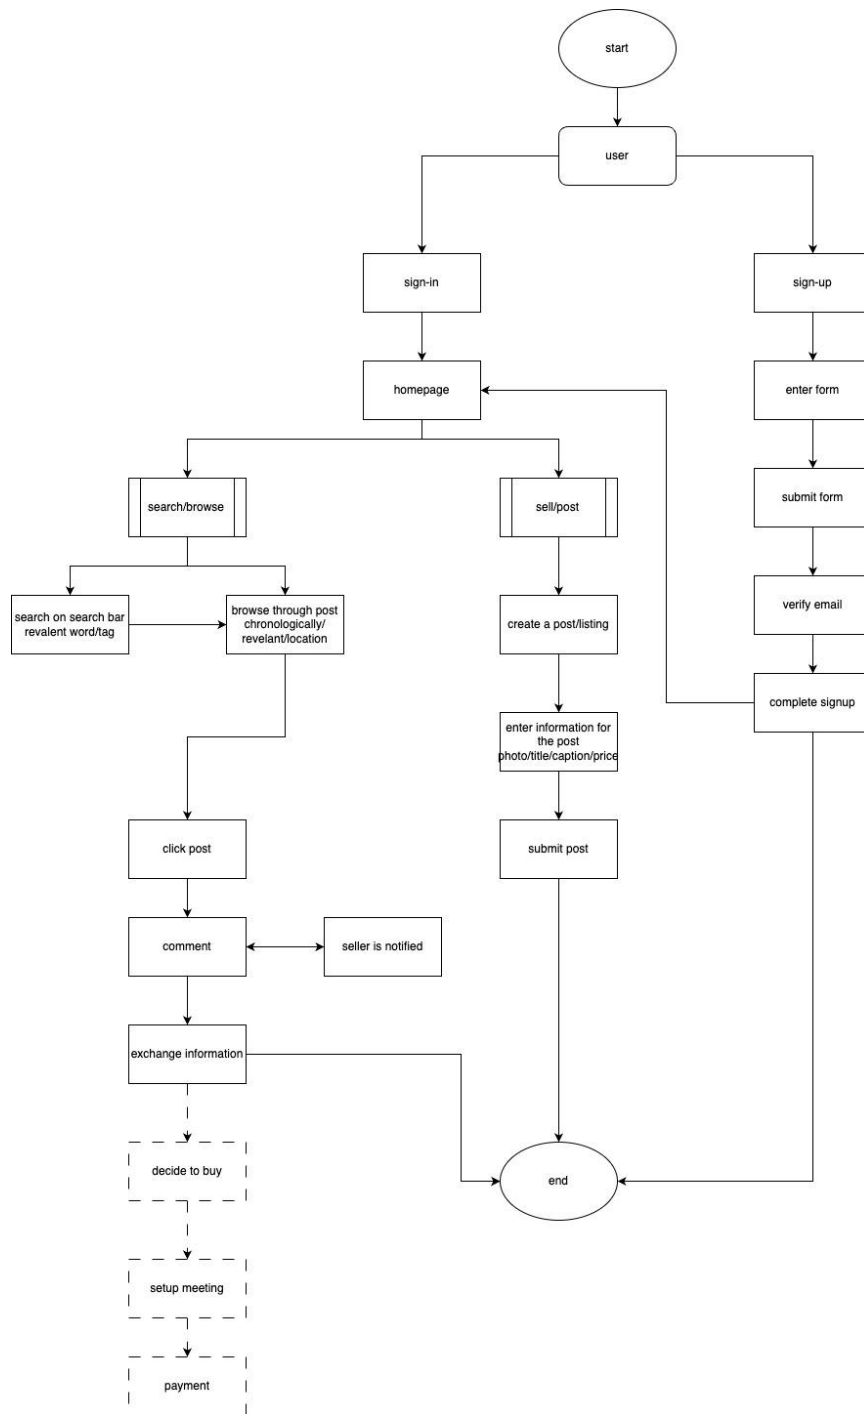 start
user
sign-in
sign-up
homepage
enter form
search/browse
sell/post
submit form
search on search bar
revalent word/tag
browse through post
chronologically/
revelant/location
create a post/listing
verify email
enter information for
the post
photo/title/caption/price
complete signup
click post
submit post
comment
seller is notified
exchange information
decide to buy
end
setup meeting
payment